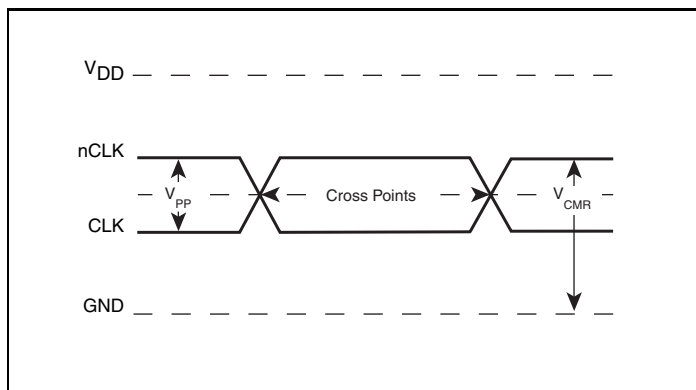 VDD
nCLK
VPP
Cross Points
VCMR
CLK
GND